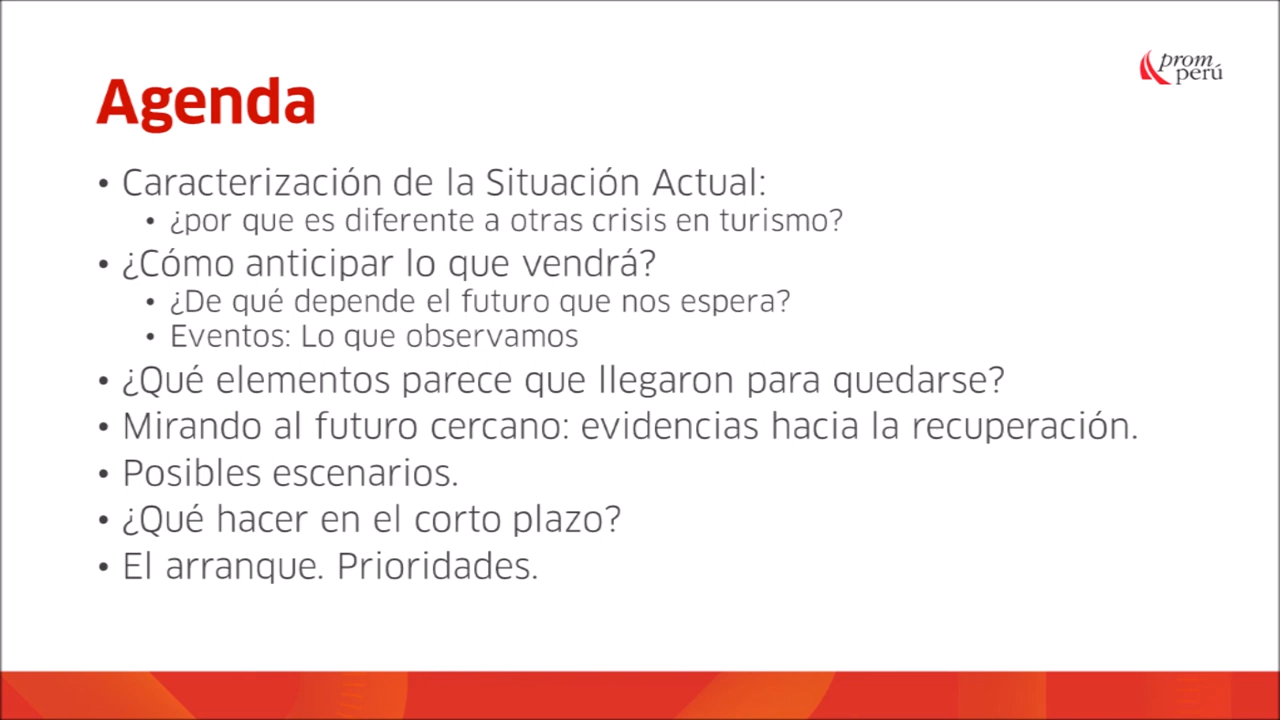 prom
perú
Agenda
• Caracterización de la Situación Actual:
• ¿por que es diferente a otras crisis en turismo?
• ¿Cómo anticipar lo que vendrá?
• ¿De qué depende el futuro que nos espera?
• Eventos: Lo que observamos
• ¿Qué elementos parece que llegaron para quedarse?
• Mirando al futuro cercano: evidencias hacia la recuperación.
• Posibles escenarios.
• ¿Qué hacer en el corto plazo?
• El arranque. Prioridades.